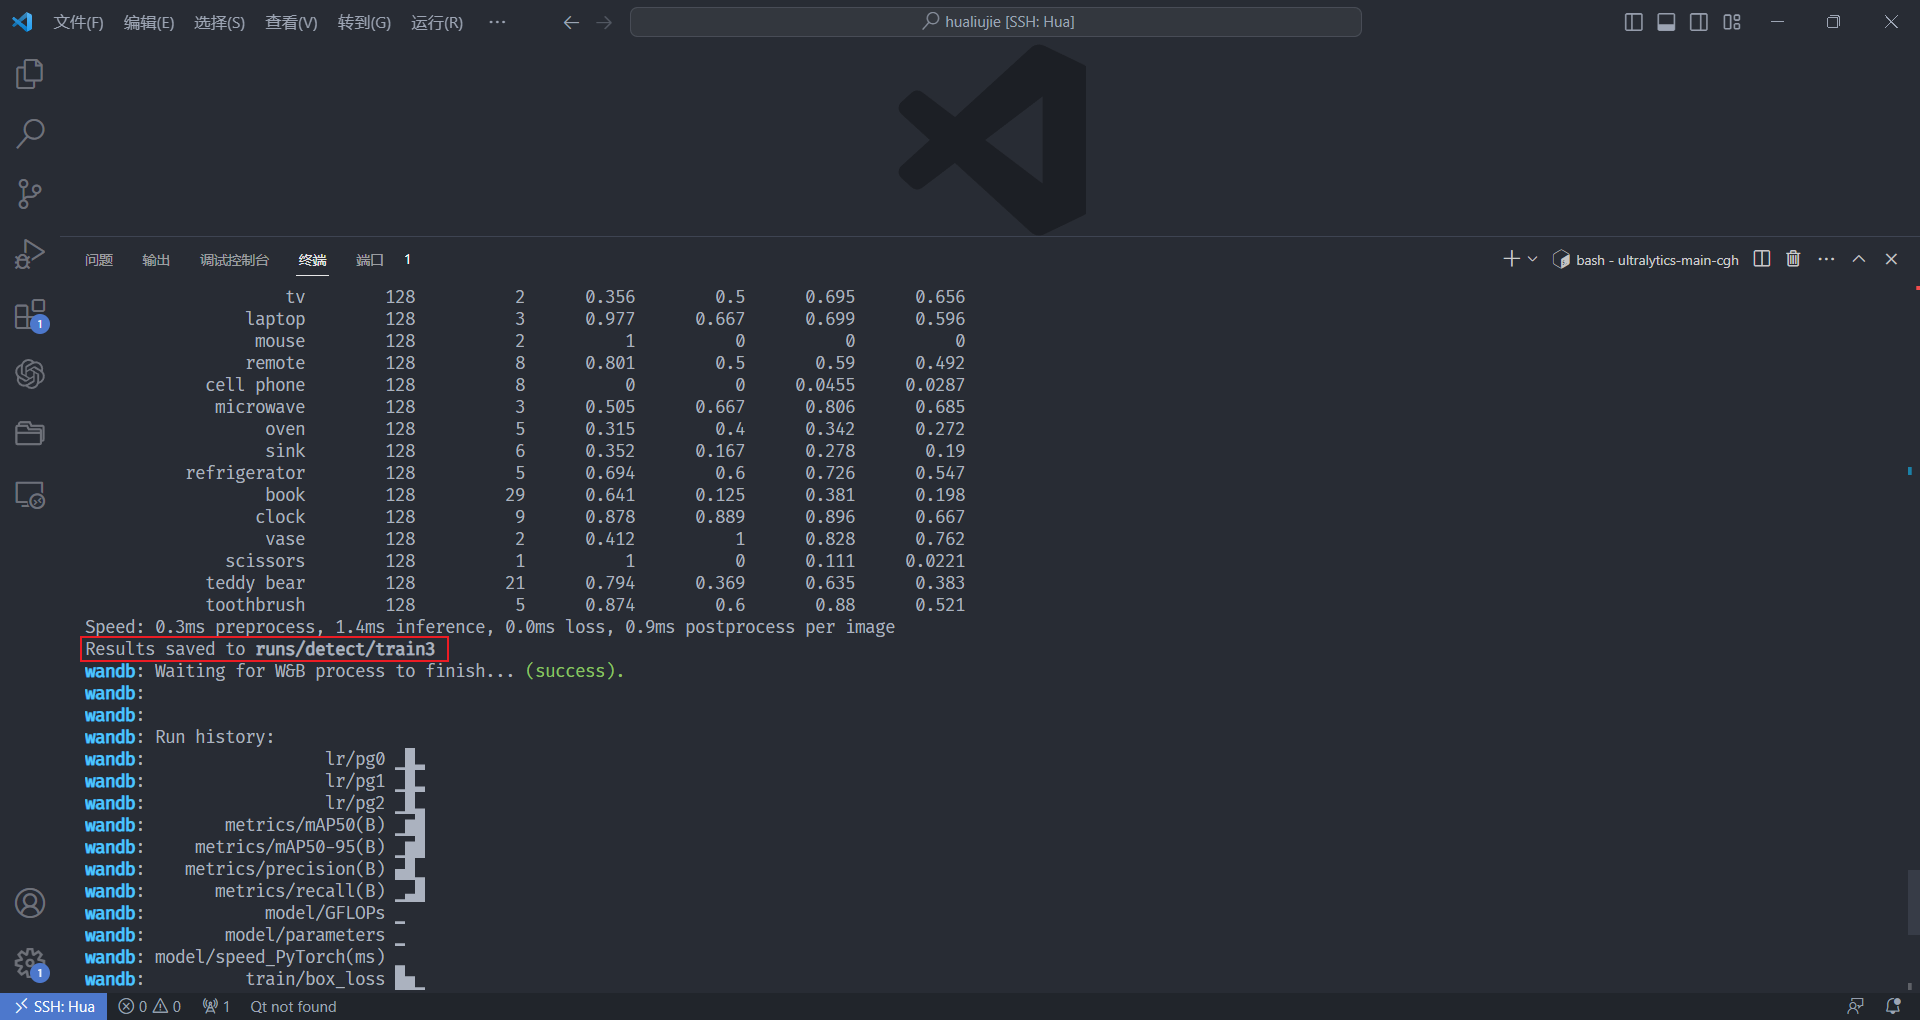 文件(F) 编辑(E) 选择(S) 查看(V) 转到(G) 运行(R) ··· hualiujie [SSH: Hua]
问题 输出 调试控制台 终端 端口 1 bash - ultralytics-main-cgh
tv 128 2 0.356 0.5 0.695 0.656
laptop 128 3 0.977 0.667 0.699 0.596
mouse 128 2 1 0 0 0
remote 128 8 0.801 0.5 0.59 0.492
cell phone 128 8 0 0 0.0455 0.0287
microwave 128 3 0.505 0.667 0.806 0.685
oven 128 5 0.315 0.4 0.342 0.272
sink 128 6 0.352 0.167 0.278 0.19
refrigerator 128 5 0.694 0.6 0.726 0.547
book 128 29 0.641 0.125 0.381 0.198
clock 128 9 0.878 0.889 0.896 0.667
vase 128 2 0.412 1 0.828 0.762
scissors 128 1 1 0 0.111 0.0221
teddy bear 128 21 0.794 0.369 0.635 0.383
toothbrush 128 5 0.874 0.6 0.88 0.521
Speed: 0.3ms preprocess, 1.4ms inference, 0.0ms loss, 0.9ms postprocess per image
Results saved to runs/detect/train3
wandb: Waiting for W&B process to finish... (success).
wandb:
wandb:
wandb: Run history:
wandb: lr/pg0
wandb: lr/pg1
wandb: lr/pg2
wandb: metrics/mAP50(B)
wandb: metrics/mAP50-95(B)
wandb: metrics/precision(B)
wandb: metrics/recall(B)
wandb: model/GFLOPs
wandb: model/parameters
wandb: model/speed_PyTorch(ms)
wandb: train/box_loss
1
1
SSH: Hua 0 0 1 Qt not found